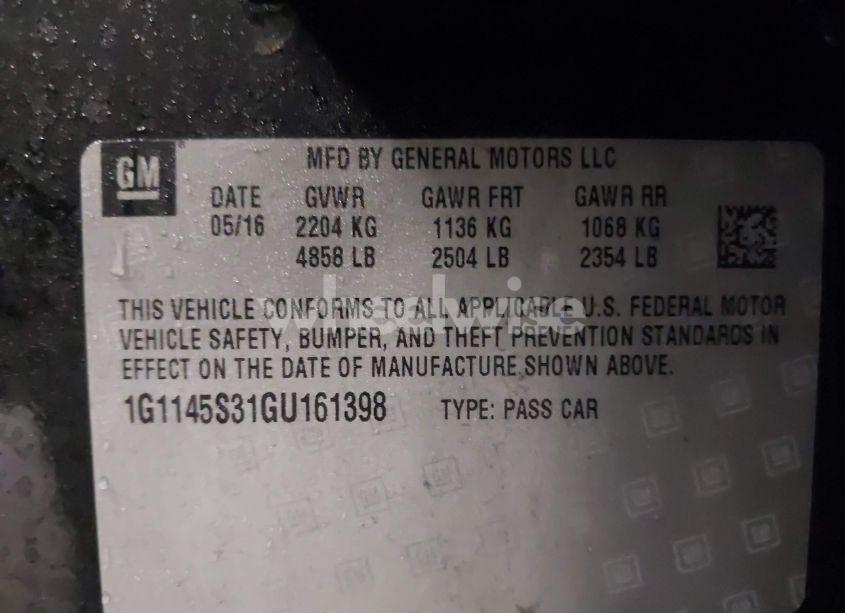 GM
MFD BY GENERAL MOTORS LLC
DATE GVWR GAWR FRT GAWR RR
05/16 2204 KG 1136 KG 1068 KG
4858 LB 2504 LB 2354 LB
THIS VEHICLE CONFORMS TO ALL APPLICABLE U.S. FEDERAL MOTOR
VEHICLE SAFETY, BUMPER, AND THEFT PREVENTION STANDARDS IN
EFFECT ON THE DATE OF MANUFACTURE SHOWN ABOVE.
1G1145S31GU161398 TYPE: PASS CAR